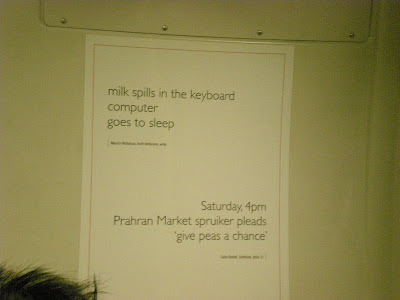 milk spills in the keyboard
computer
goes to sleep
Saturday, 4pm
Prahran Market spruiker pleads
'give peas a chance'